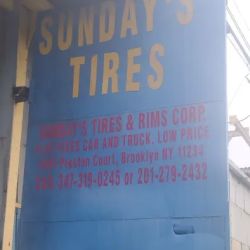 SUNDAY'S
TIRES
SUNDAY'S TIRES & RIMS CORP.
CAR AND TRUCK, LOW PRICE
Preston Court, Brooklyn NY 11234
347-318-0245 or 201-279-2432